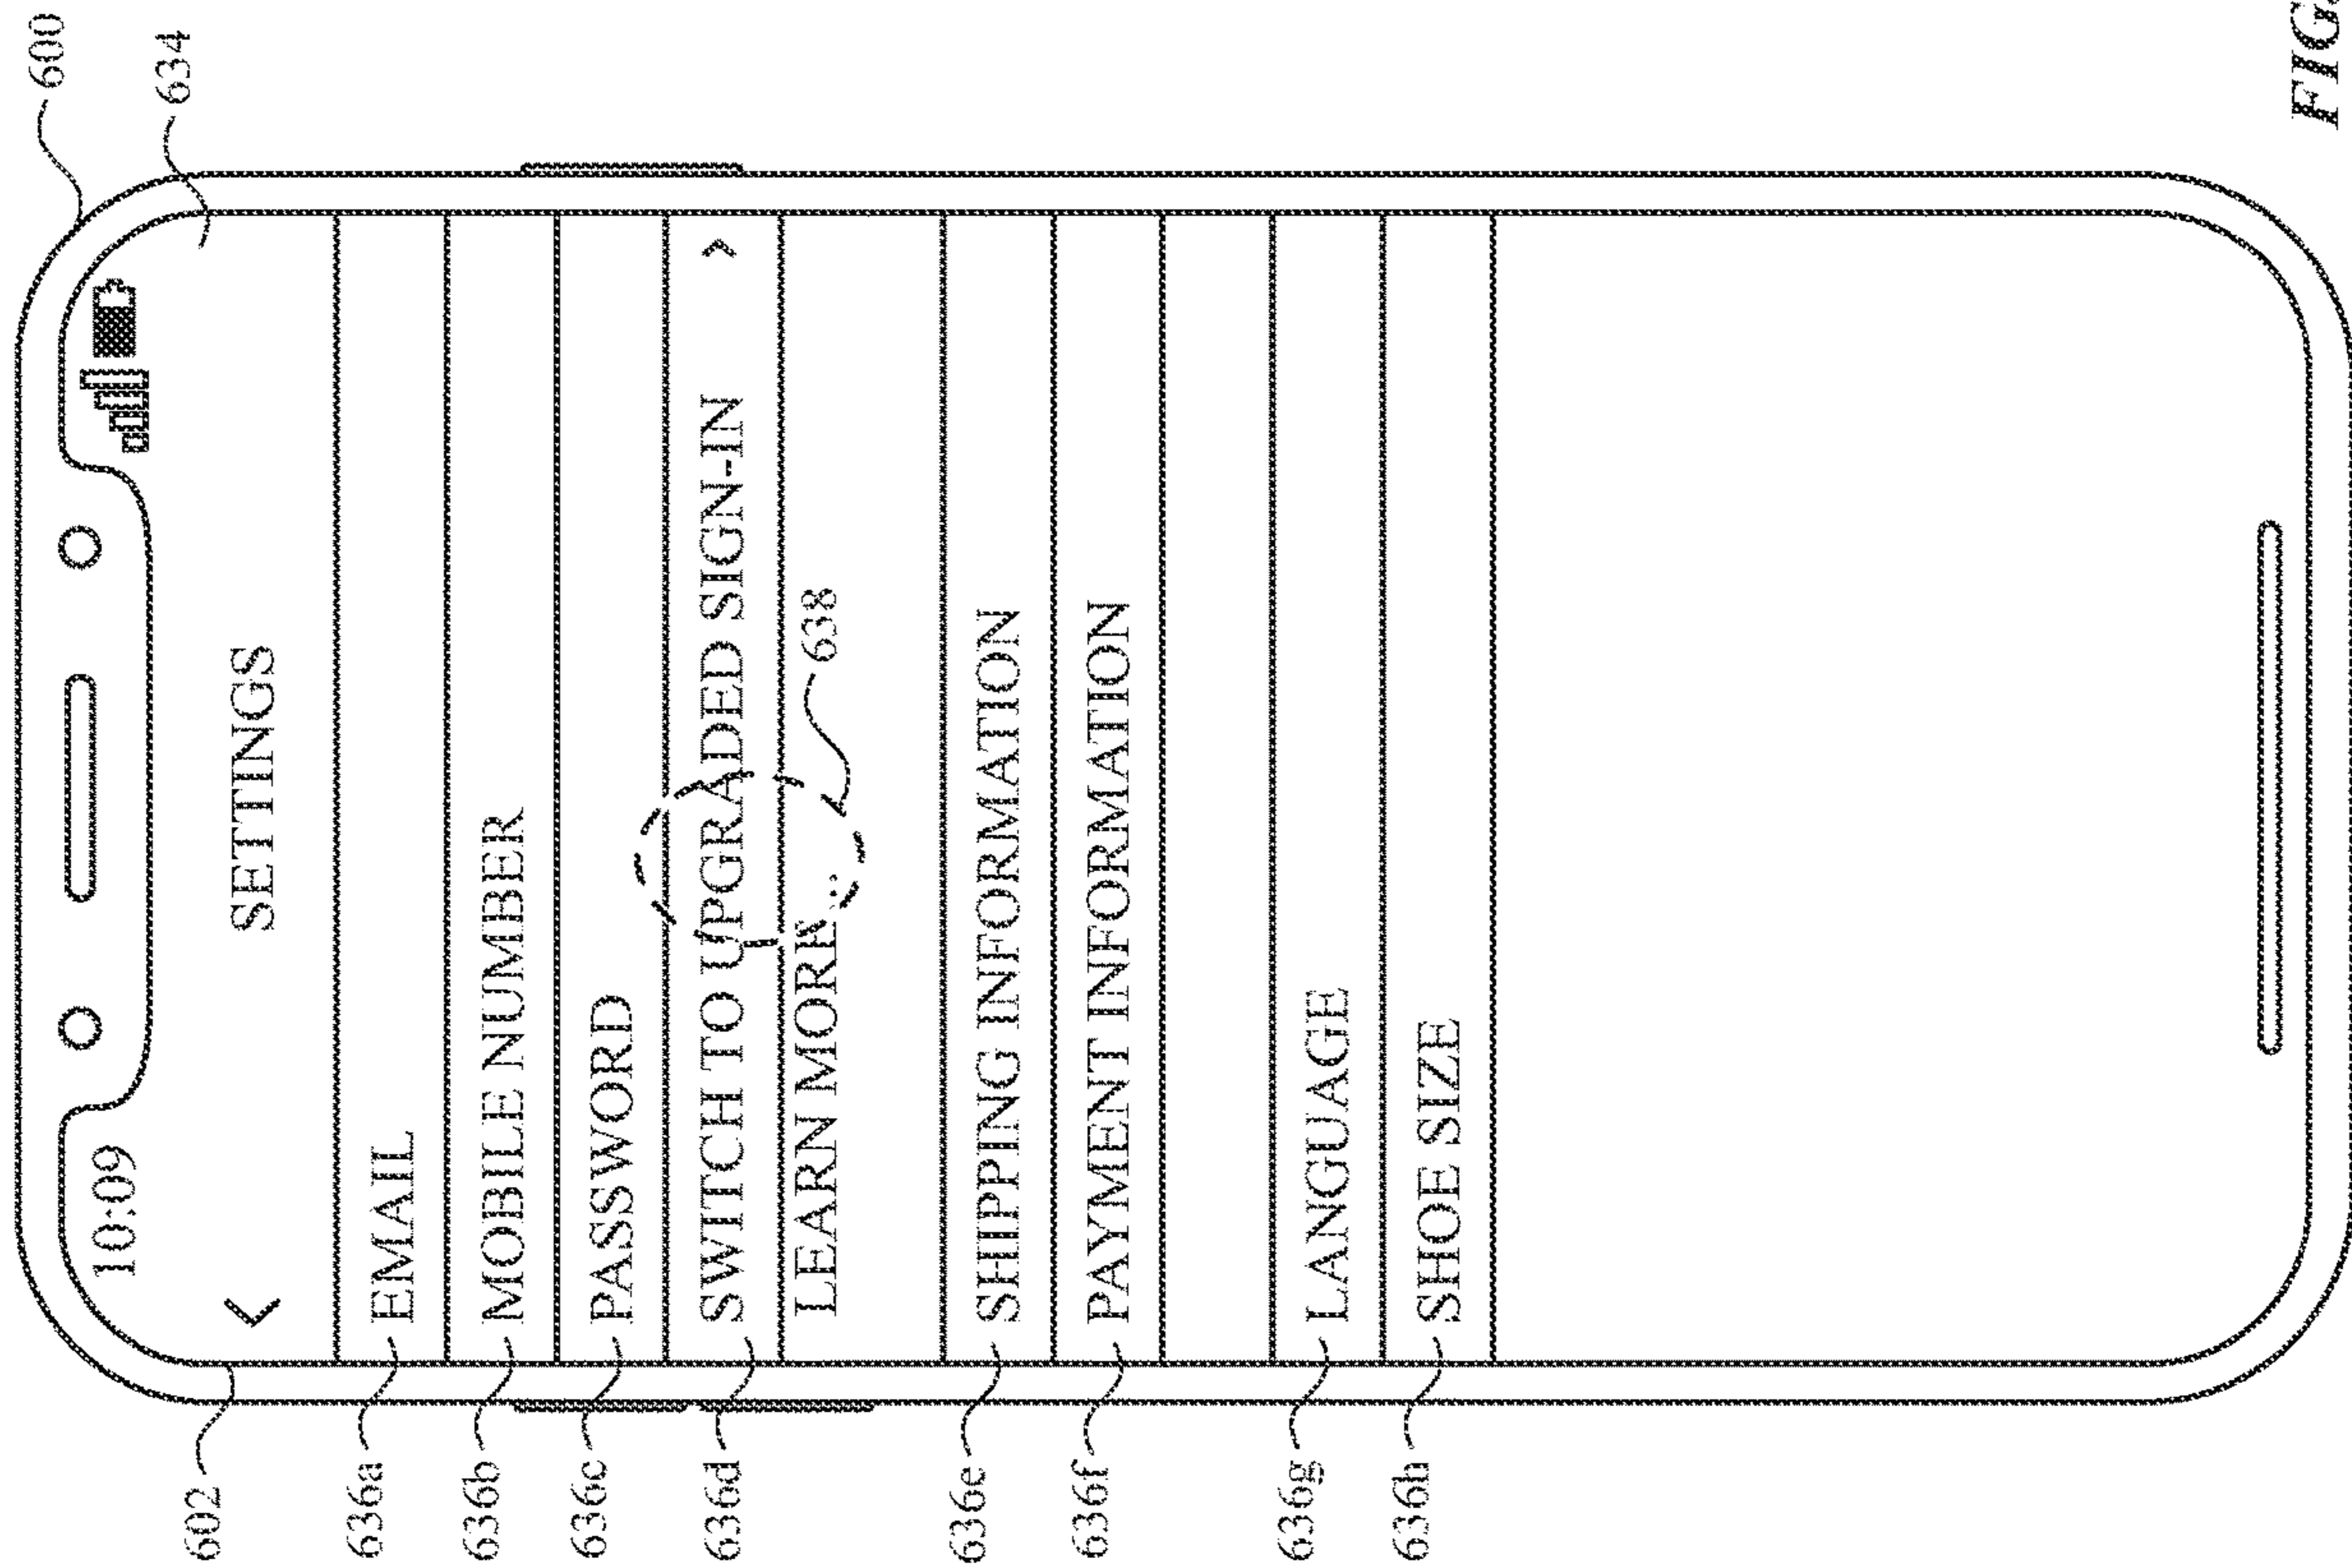 600
634
10:09
602
SETTINGS
636a EMAIL
636b MOBILE NUMBER
636c PASSWORD
636d SWITCH TO UPGRADED SIGN-IN >
LEARN MORE...
638
636e SHIPPING INFORMATION
636f PAYMENT INFORMATION
636g LANGUAGE
636h SHOE SIZE
FIG.